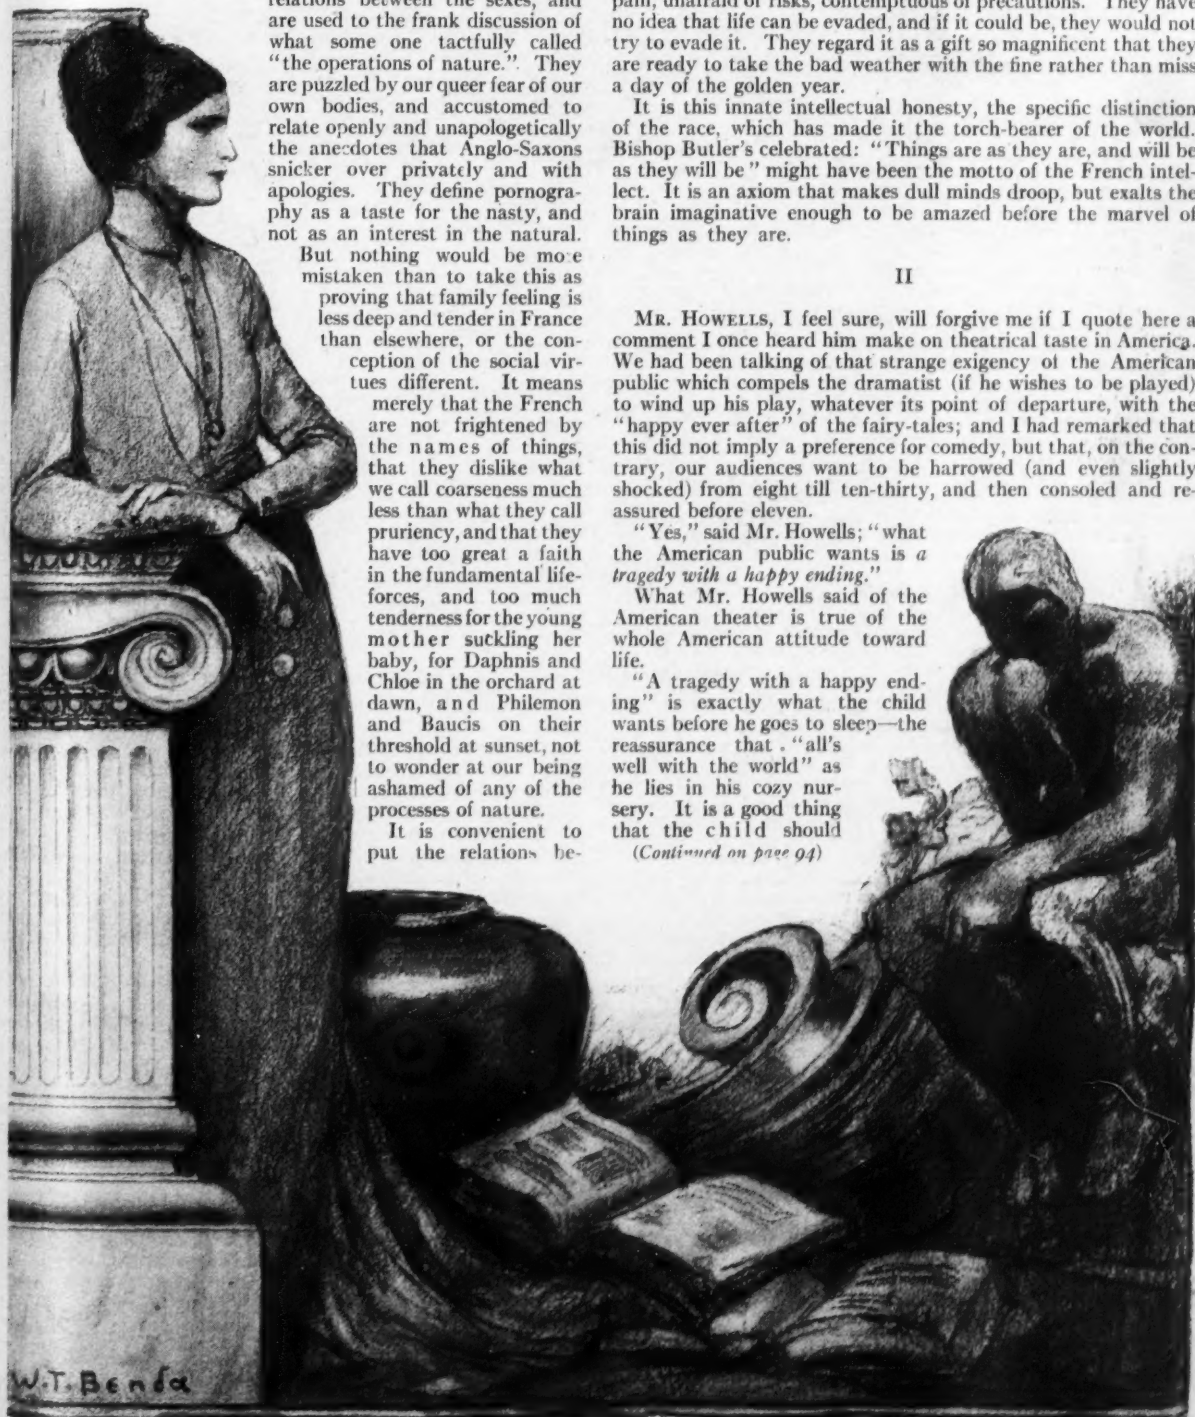 relations between the sexes, and
are used to the frank discussion of
what some one tactfully called
"the operations of nature.". They
are puzzled by our queer fear of our
own bodies, and accustomed to
relate openly and unapologetically
the anecdotes that Anglo-Saxons
snicker over privately and with
apologies. They define pornogra-
phy as a taste for the nasty, and
not as an interest in the natural.
But nothing would be more
mistaken than to take this as
proving that family feeling is
less deep and tender in France
than elsewhere, or the con-
ception of the social vir-
tues different. It means
merely that the French
are not frightened by
the names of things,
that they dislike what
we call coarseness much
less than what they call
pruriency, and that they
have too great a faith
in the fundamental life-
forces, and too much
tenderness for the young
mother suckling her
baby, for Daphnis and
Chloe in the orchard at
dawn, and Philemon
and Baucis on their
threshold at sunset, not
to wonder at our being
ashamed of any of the
processes of nature.
It is convenient to
put the relations be-
pain, unafraid of risks, contemptuous of precautions. They have
no idea that life can be evaded, and if it could be, they would not
try to evade it. They regard it as a gift so magnificent that they
are ready to take the bad weather with the fine rather than miss
a day of the golden year.
It is this innate intellectual honesty, the specific distinction
of the race, which has made it the torch-bearer of the world.
Bishop Butler's celebrated: "Things are as they are, and will be
as they will be" might have been the motto of the French intel-
lect. It is an axiom that makes dull minds droop, but exalts the
brain imaginative enough to be amazed before the marvel of
things as they are.
II
MR. HOWELLS, I feel sure, will forgive me if I quote here a
comment I once heard him make on theatrical taste in America.
We had been talking of that strange exigency of the American
public which compels the dramatist (if he wishes to be played)
to wind up his play, whatever its point of departure, with the
"happy ever after" of the fairy-tales; and I had remarked that
this did not imply a preference for comedy, but that, on the con-
trary, our audiences want to be harrowed (and even slightly
shocked) from eight till ten-thirty, and then consoled and re-
assured before eleven.
"Yes," said Mr. Howells; "what
the American public wants is a
tragedy with a happy ending."
What Mr. Howells said of the
American theater is true of the
whole American attitude toward
life.
"A tragedy with a happy end-
ing" is exactly what the child
wants before he goes to sleep—the
reassurance that "all's
well with the world" as
he lies in his cozy nur-
sery. It is a good thing
that the child should
(Continued on page 94)
W.T. Benda